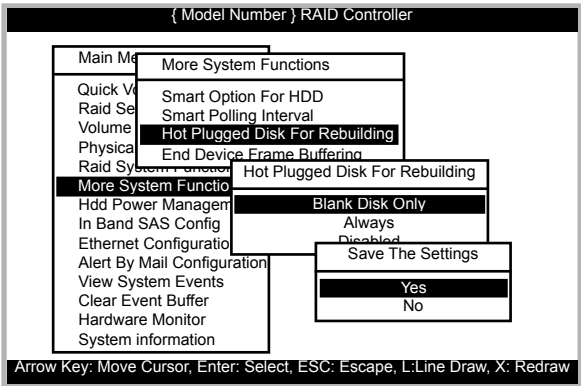 { Model Number } RAID Controller
Main Me
Quick Vo
Raid Se
Volume
Physica
Raid System Function
More System Functio
Hdd Power Managem
In Band SAS Config
Ethernet Configuratio
Alert By Mail Configuration
View System Events
Clear Event Buffer
Hardware Monitor
System information
More System Functions
Smart Option For HDD
Smart Polling Interval
Hot Plugged Disk For Rebuilding
End Device Frame Buffering
Hot Plugged Disk For Rebuilding
Blank Disk Only
Always
Disabled
Save The Settings
Yes
No
Arrow Key: Move Cursor, Enter: Select, ESC: Escape, L:Line Draw, X: Redraw